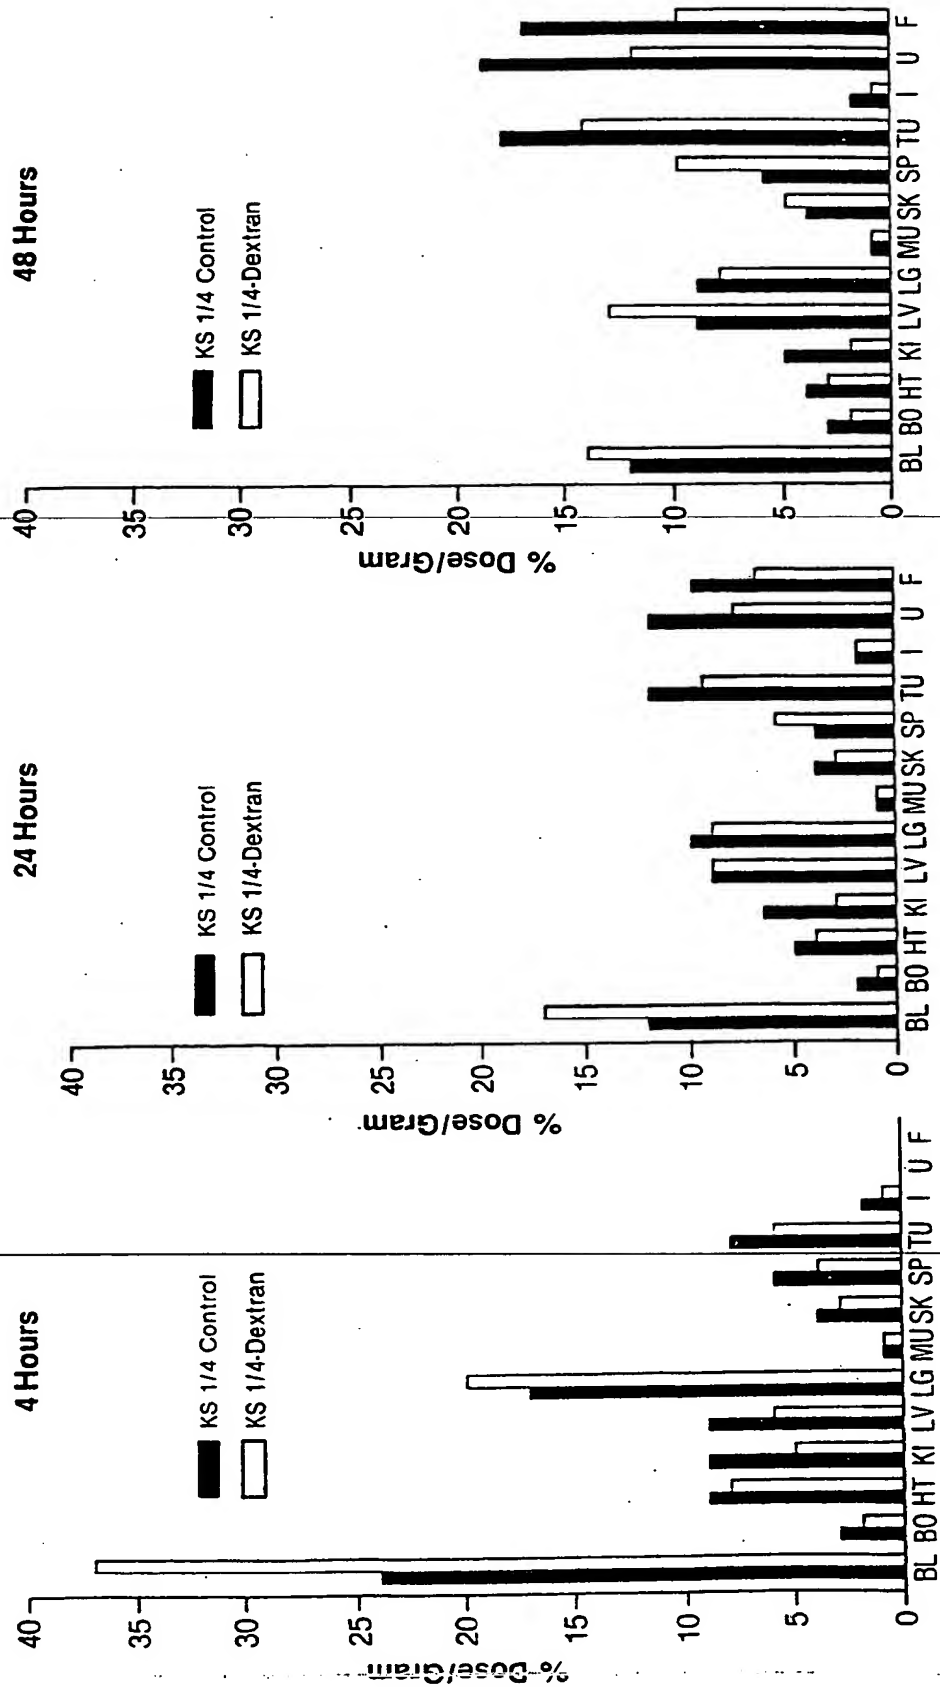 4 Hours
KS 1/4 Control
KS 1/4-Dextran
% Dose/Gram
40
35
30
25
20
15
10
5
0
BL BO HT KI LV LG MU SK SP TU I U F
24 Hours
KS 1/4 Control
KS 1/4-Dextran
% Dose/Gram
40
35
30
25
20
15
10
5
0
BL BO HT KI LV LG MU SK SP TU I U F
48 Hours
KS 1/4 Control
KS 1/4-Dextran
% Dose/Gram
40
35
30
25
20
15
10
5
0
BL BO HT KI LV LG MU SK SP TU I U F